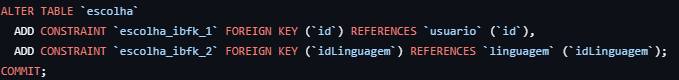 ALTER TABLE `escolha`
  ADD CONSTRAINT `escolha_ibfk_1` FOREIGN KEY (`id`) REFERENCES `usuario` (`id`),
  ADD CONSTRAINT `escolha_ibfk_2` FOREIGN KEY (`idLinguagem`) REFERENCES `linguagem` (`idLinguagem`);
COMMIT;